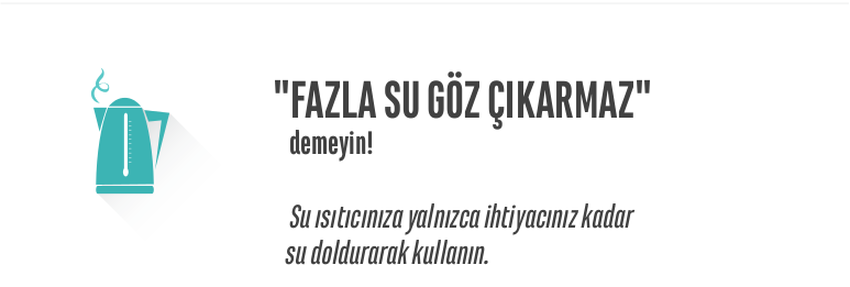 "FAZLA SU GÖZ ÇIKARMAZ"
demeyin!
Su ısıtıcınıza yalnızca ihtiyacınız kadar
su doldurarak kullanın.